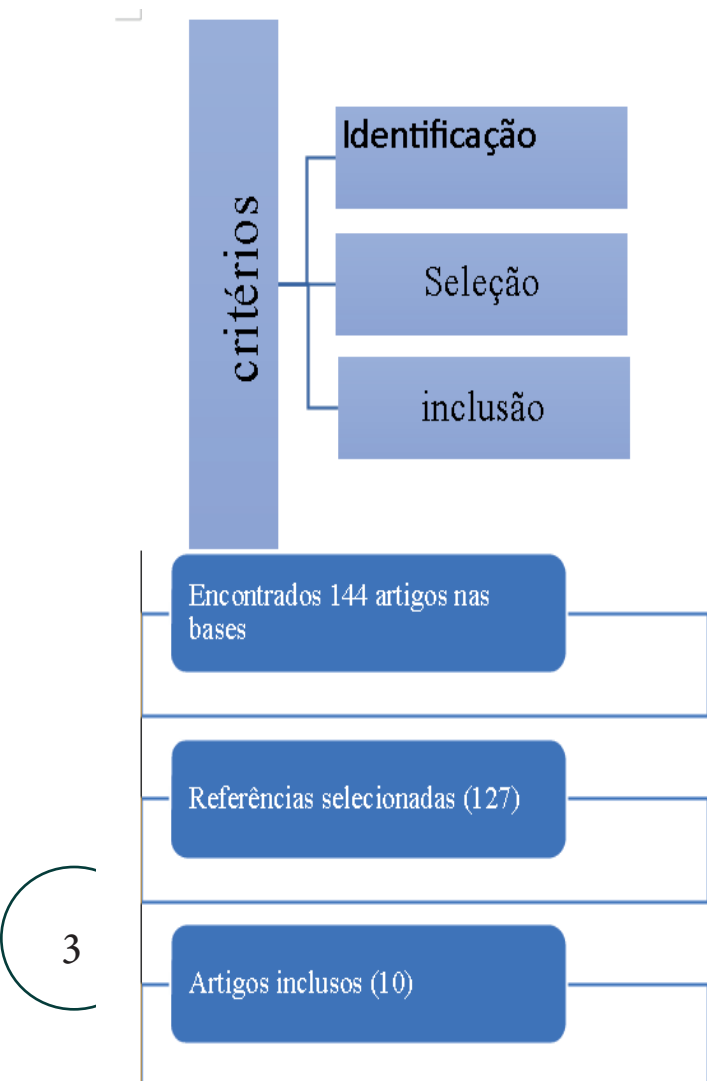 critérios
Identificação
Seleção
inclusão
Encontrados 144 artigos nas
bases
Referências selecionadas (127)
3
Artigos inclusos (10)